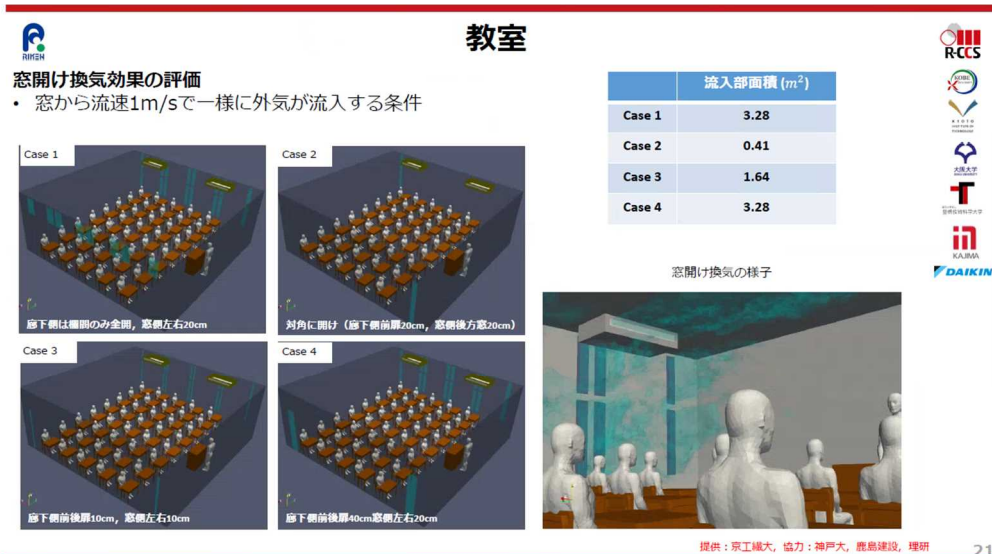 教室
RIKEN
R-CCS
窓開け換気効果の評価
• 窓から流速1m/sで一様に外気が流入する条件
流入部面積 (m²)
Case 1 3.28
Case 2 0.41
Case 3 1.64
Case 4 3.28
Case 1
廊下側は欄間のみ全開，窓側左右20cm
Case 2
対角に開け（廊下側前扉20cm，窓側後方窓20cm）
Case 3
廊下側前後扉10cm，窓側左右10cm
Case 4
廊下側前後扉40cm窓側左右20cm
窓開け換気の様子
KOBE
大阪大学
豊橋技術科学大学
KAJIMA
DAIKIN
提供：京工繊大，協力：神戸大，鹿島建設，理研
21